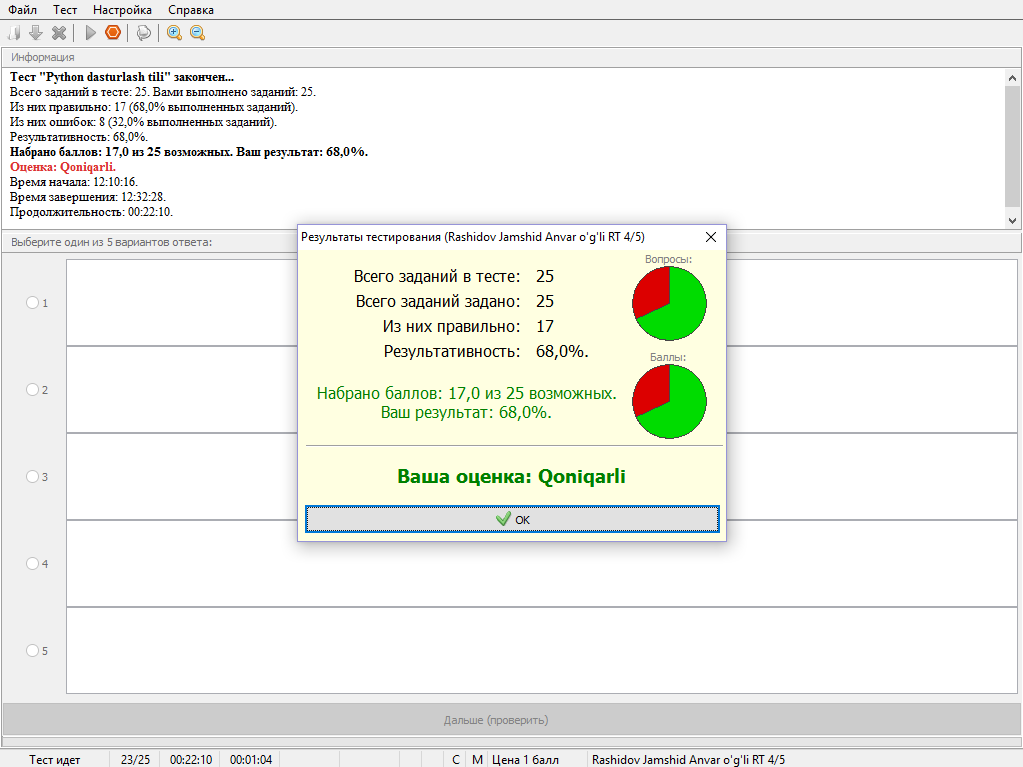 Файл Тест Настройка Справка
Информация
Тест "Python dasturlash tili" закончен...
Всего заданий в тесте: 25. Вами выполнено заданий: 25.
Из них правильно: 17 (68,0% выполненных заданий).
Из них ошибок: 8 (32,0% выполненных заданий).
Результативность: 68,0%.
Набрано баллов: 17,0 из 25 возможных. Ваш результат: 68,0%.
Оценка: Qoniqarli.
Время начала: 12:10:16.
Время завершения: 12:32:28.
Продолжительность: 00:22:10.
Выберите один из 5 вариантов ответа:
Результаты тестирования (Rashidov Jamshid Anvar o'g'li RT 4/5)
Вопросы:
Всего заданий в тесте: 25
Всего заданий задано: 25
Из них правильно: 17
Результативность: 68,0%.
Баллы:
Набрано баллов: 17,0 из 25 возможных.
Ваш результат: 68,0%.
Ваша оценка: Qoniqarli
OK
1
2
3
4
5
Дальше (проверить)
Тест идет 23/25 00:22:10 00:01:04 С М Цена 1 балл Rashidov Jamshid Anvar o'g'li RT 4/5